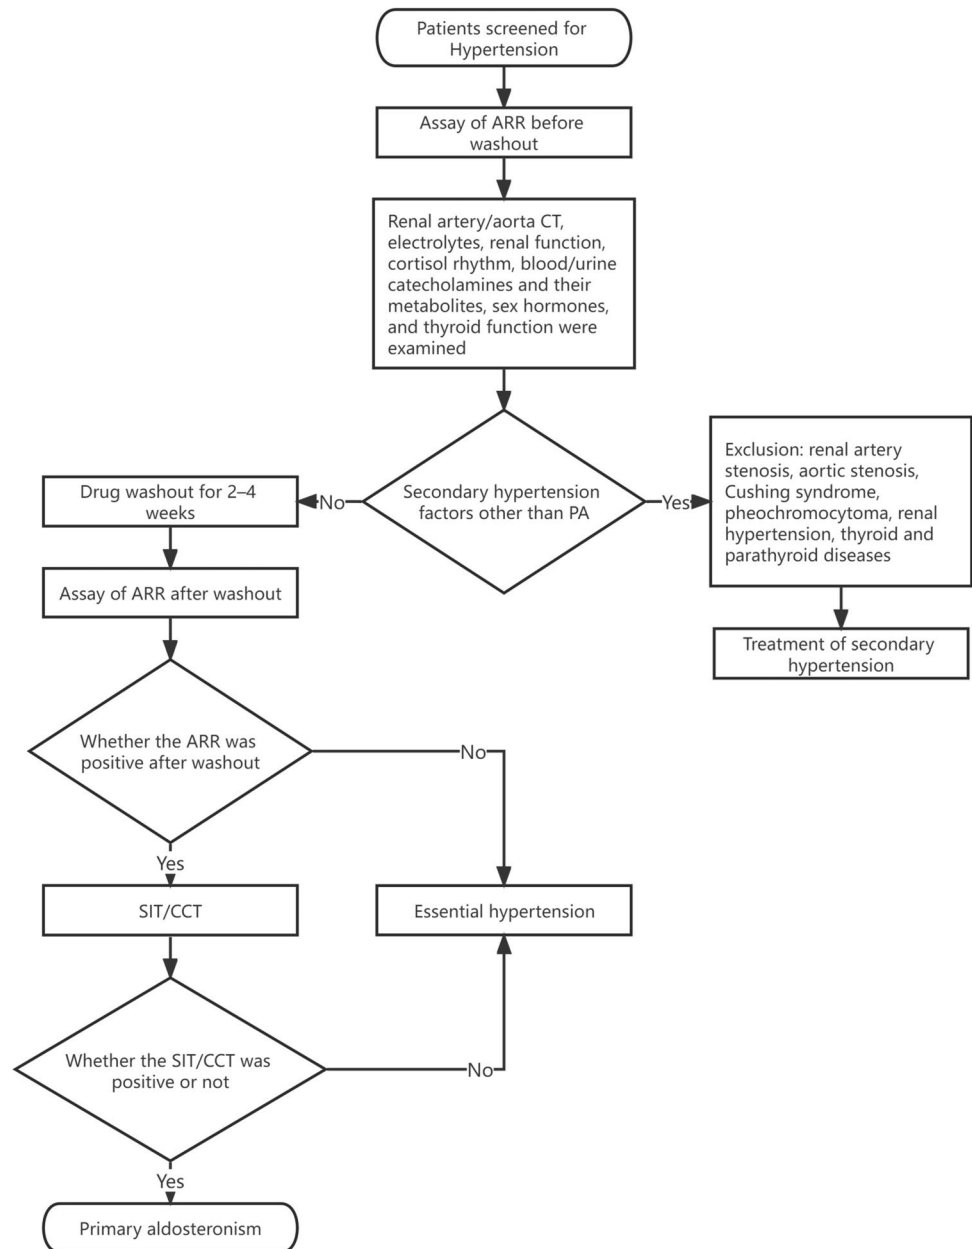 Patients screened for
Hypertension
Assay of ARR before
washout
Renal artery/aorta CT,
electrolytes, renal function,
cortisol rhythm, blood/urine
catecholamines and their
metabolites, sex hormones,
and thyroid function were
examined
Secondary hypertension
factors other than PA
No
Yes
Drug washout for 2–4
weeks
Exclusion: renal artery
stenosis, aortic stenosis,
Cushing syndrome,
pheochromocytoma, renal
hypertension, thyroid and
parathyroid diseases
Assay of ARR after washout
Treatment of secondary
hypertension
Whether the ARR was
positive after washout
No
Yes
SIT/CCT
Essential hypertension
Whether the SIT/CCT was
positive or not
No
Yes
Primary aldosteronism